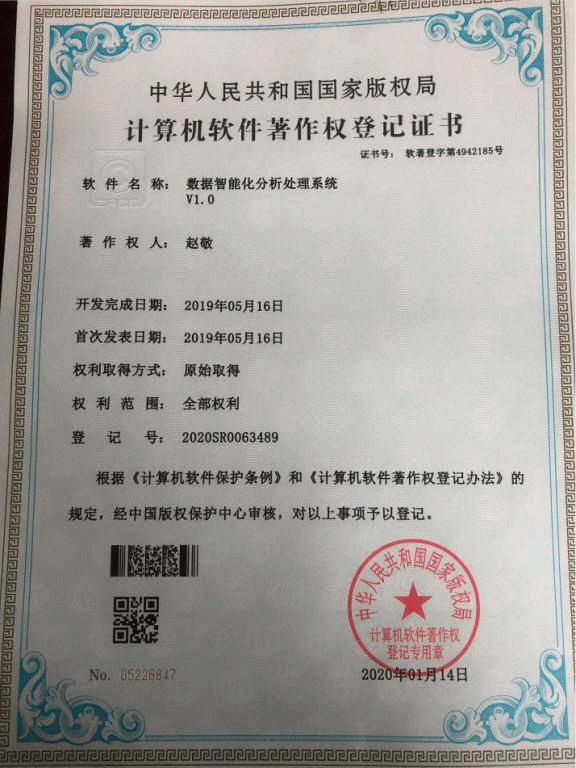 中华人民共和国国家版权局
计算机软件著作权登记证书
证书号： 软著登字第4942185号
软件名称： 数据智能化分析处理系统
V1.0
著作权人： 赵敬
开发完成日期： 2019年05月16日
首次发表日期： 2019年05月16日
权利取得方式： 原始取得
权利范围： 全部权利
登记号： 2020SR0063489
根据《计算机软件保护条例》和《计算机软件著作权登记办法》的
规定，经中国版权保护中心审核，对以上事项予以登记。
中华人民共和国国家版权局
计算机软件著作权
登记专用章
No. 05226847
2020年01月14日